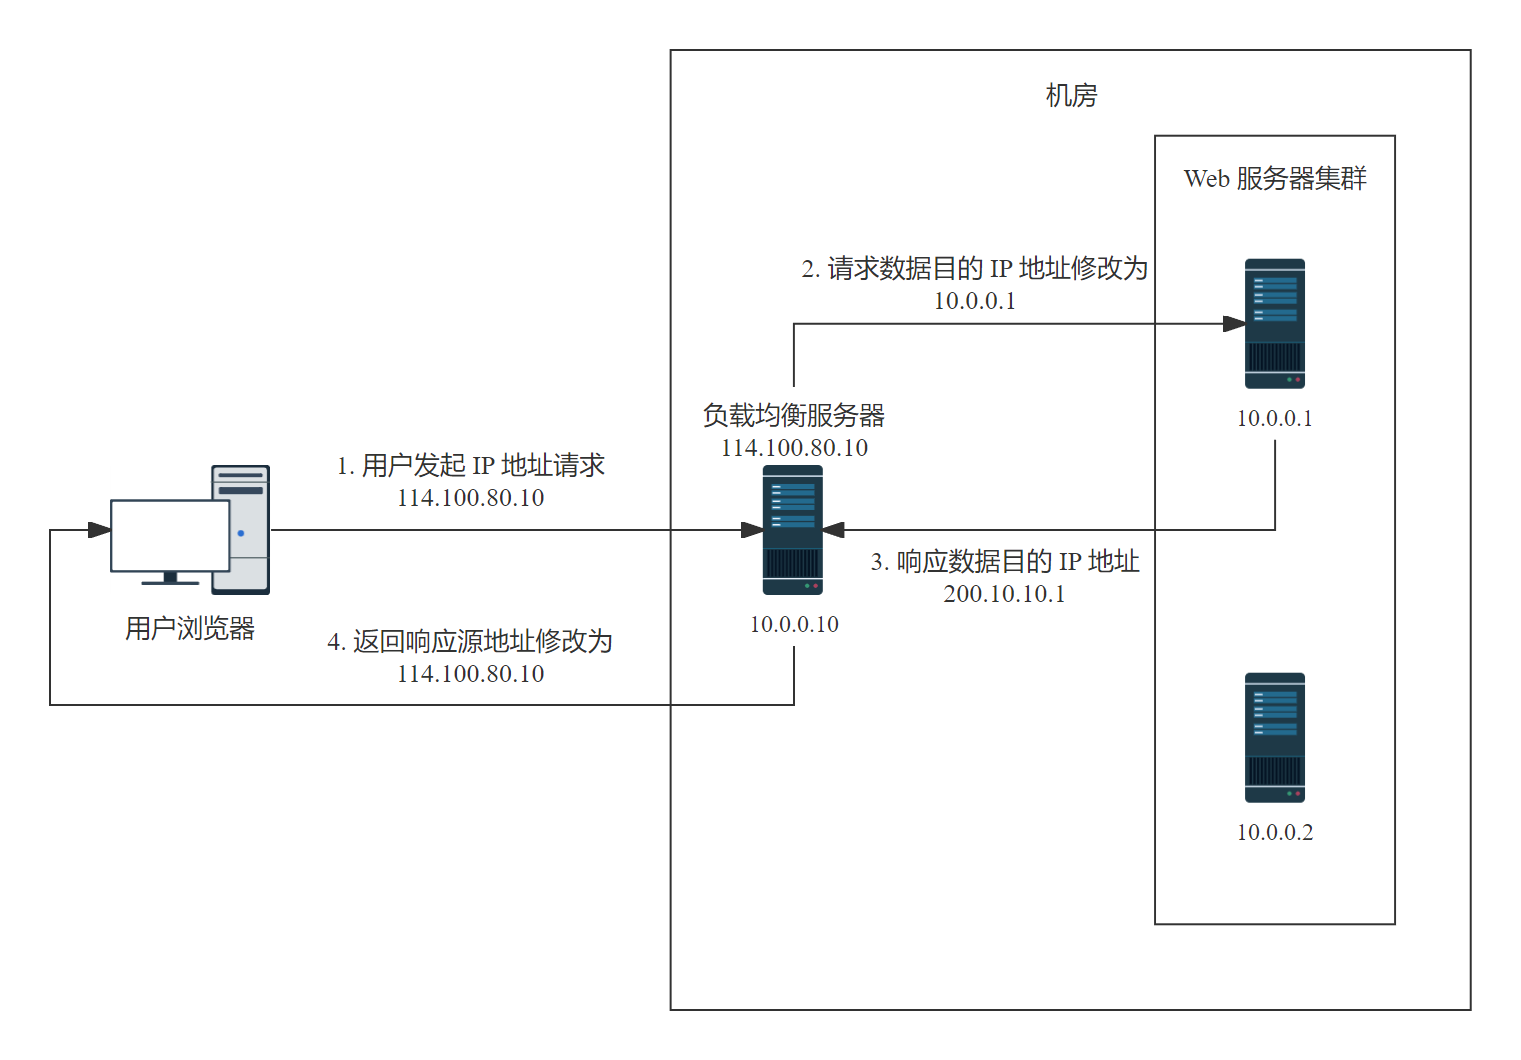 机房
Web 服务器集群
2. 请求数据目的 IP 地址修改为
10.0.0.1
10.0.0.1
负载均衡服务器
114.100.80.10
1. 用户发起 IP 地址请求
114.100.80.10
3. 响应数据目的 IP 地址
200.10.10.1
10.0.0.10
用户浏览器
4. 返回响应源地址修改为
114.100.80.10
10.0.0.2